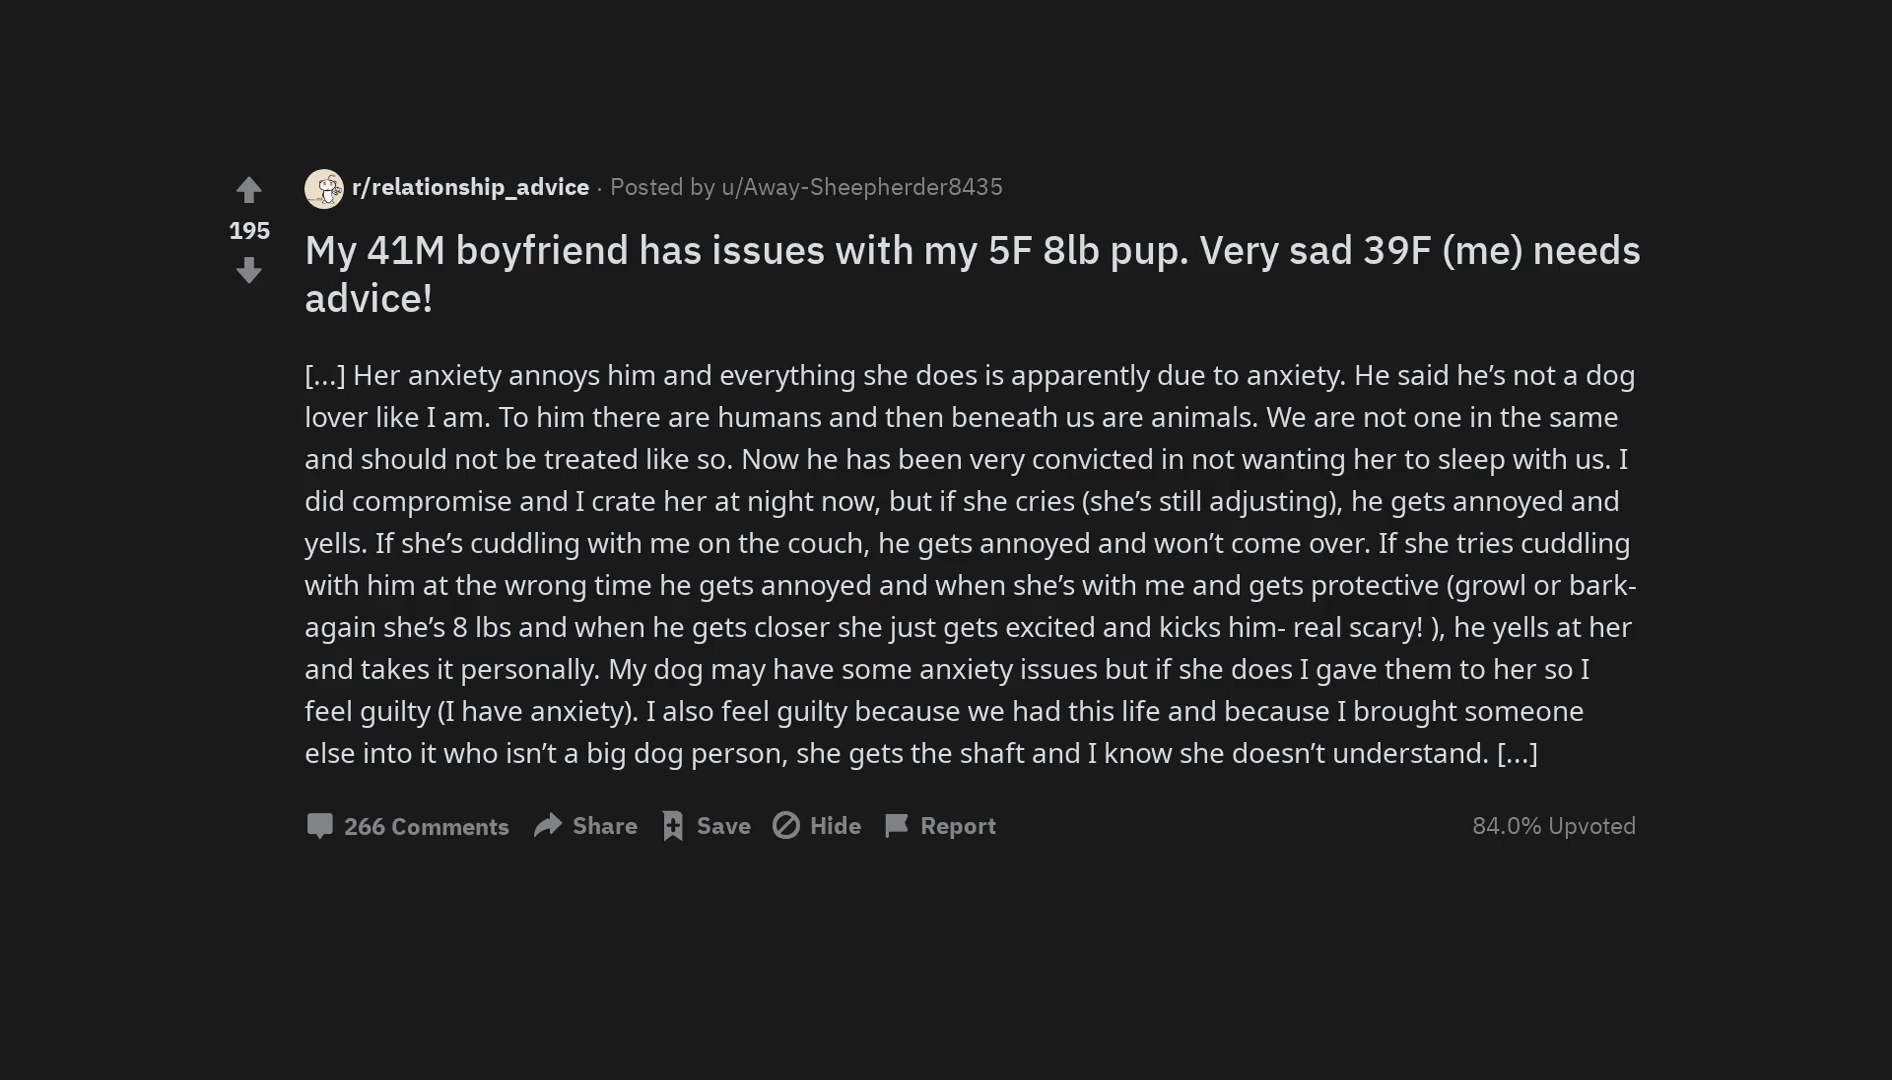 r/relationship_advice · Posted by u/Away-Sheepherder8435
195
My 41M boyfriend has issues with my 5F 8lb pup. Very sad 39F (me) needs
advice!
[...] Her anxiety annoys him and everything she does is apparently due to anxiety. He said he’s not a dog
lover like I am. To him there are humans and then beneath us are animals. We are not one in the same
and should not be treated like so. Now he has been very convicted in not wanting her to sleep with us. I
did compromise and I crate her at night now, but if she cries (she’s still adjusting), he gets annoyed and
yells. If she’s cuddling with me on the couch, he gets annoyed and won’t come over. If she tries cuddling
with him at the wrong time he gets annoyed and when she’s with me and gets protective (growl or bark-
again she’s 8 lbs and when he gets closer she just gets excited and kicks him- real scary! ), he yells at her
and takes it personally. My dog may have some anxiety issues but if she does I gave them to her so I
feel guilty (I have anxiety). I also feel guilty because we had this life and because I brought someone
else into it who isn’t a big dog person, she gets the shaft and I know she doesn’t understand. [...]
266 Comments Share Save Hide Report 84.0% Upvoted